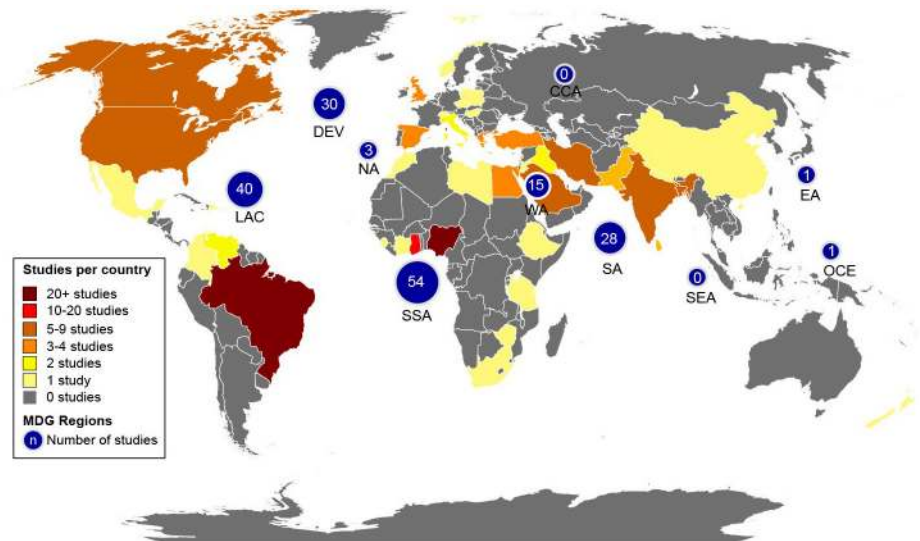 0
CCA
30
DEV
3
NA
40
LAC
15
WA
1
EA
28
SA
54
SSA
0
SEA
1
OCE
Studies per country
20+ studies
10-20 studies
5-9 studies
3-4 studies
2 studies
1 study
0 studies
MDG Regions
n Number of studies